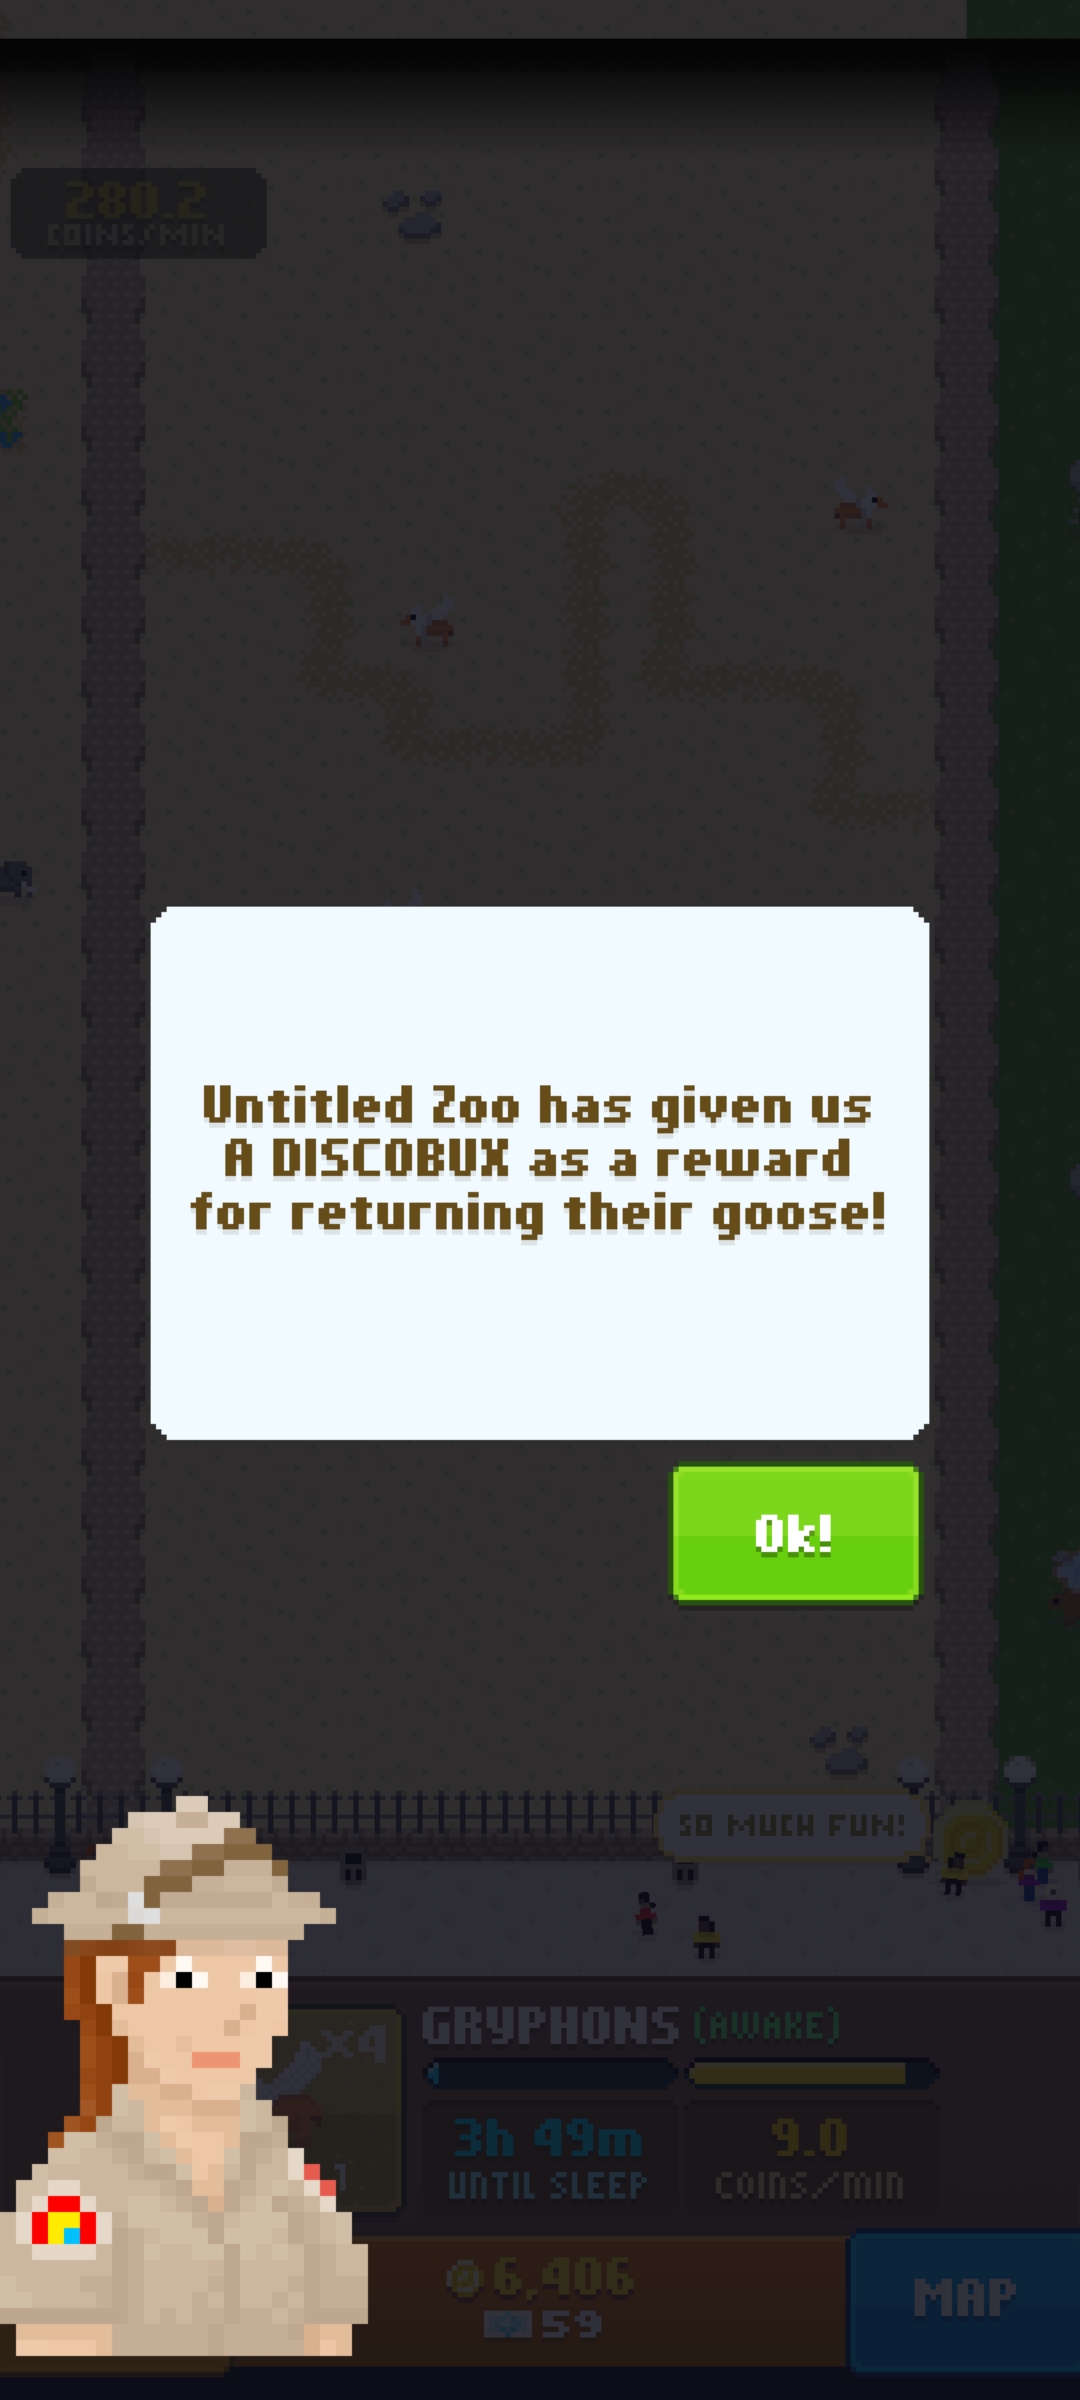 280.2
COINS/MIN
Untitled Zoo has given us
A DISCOBUX as a reward
for returning their goose!
Ok!
SO MUCH FUN!
x4
GRYPHONS (AWAKE)
3h 49m
UNTIL SLEEP
9.0
COINS/MIN
6,406
59
MAP